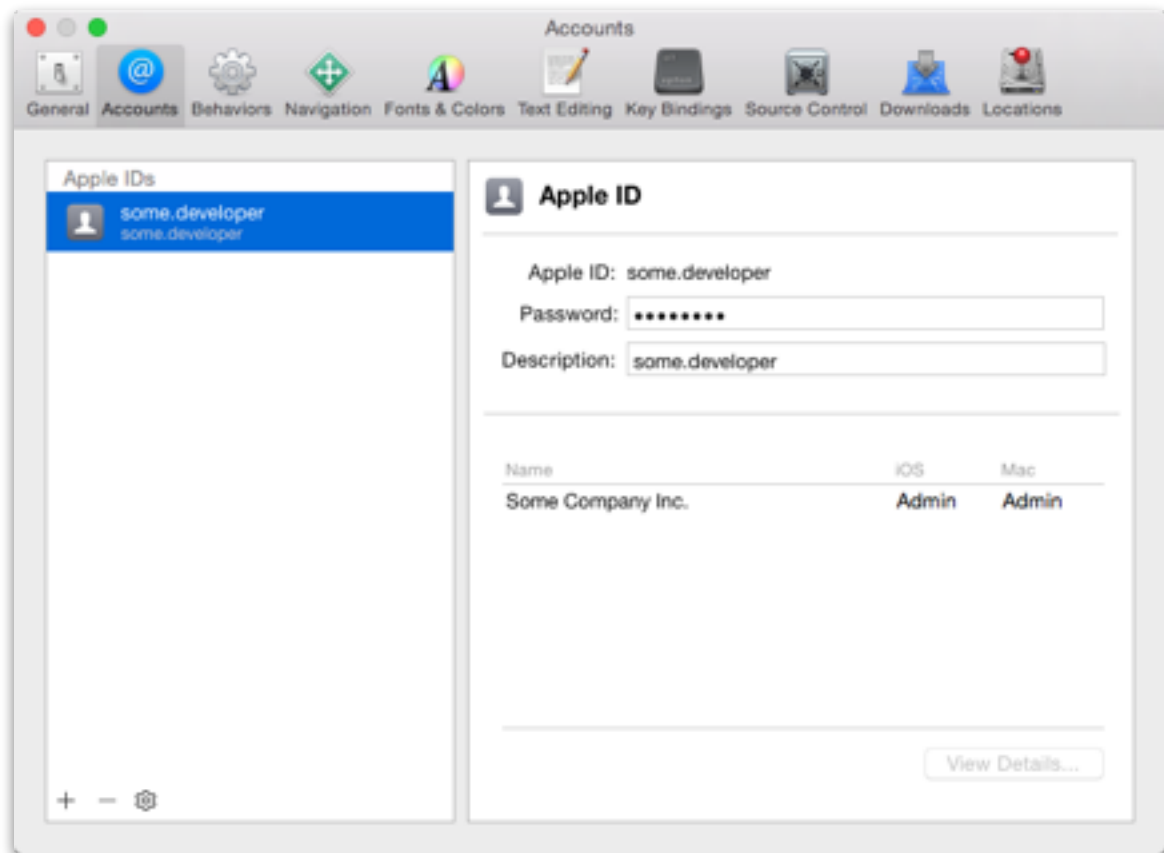 Accounts
General Accounts Behaviors Navigation Fonts & Colors Text Editing Key Bindings Source Control Downloads Locations
Apple IDs
some.developer
some.developer
Apple ID
Apple ID: some.developer
Password: ••••••••
Description: some.developer
Name iOS Mac
Some Company Inc. Admin Admin
View Details...